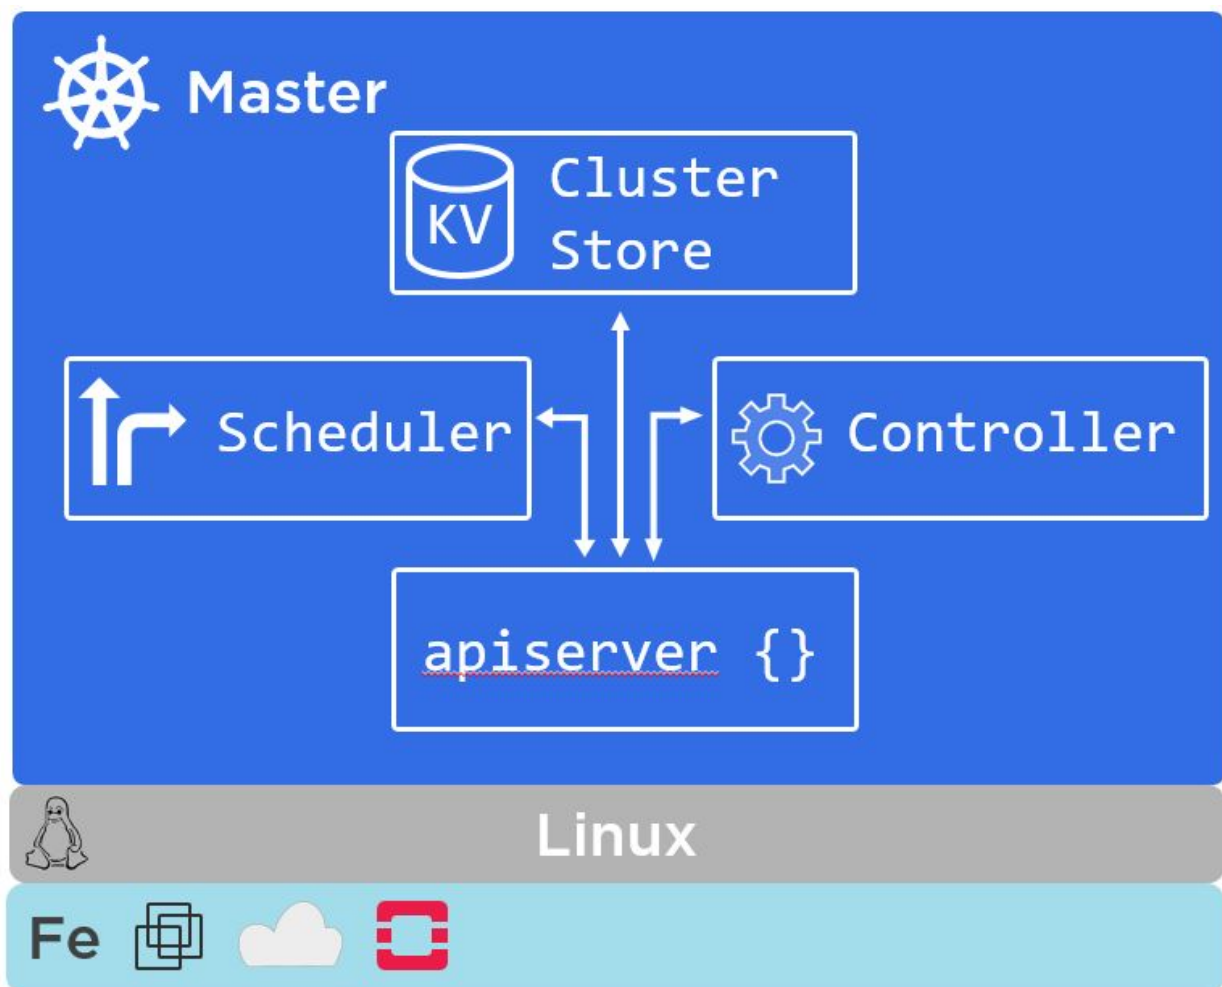 Master
KV
Cluster
Store
Scheduler
Controller
apiserver {}
Linux
Fe